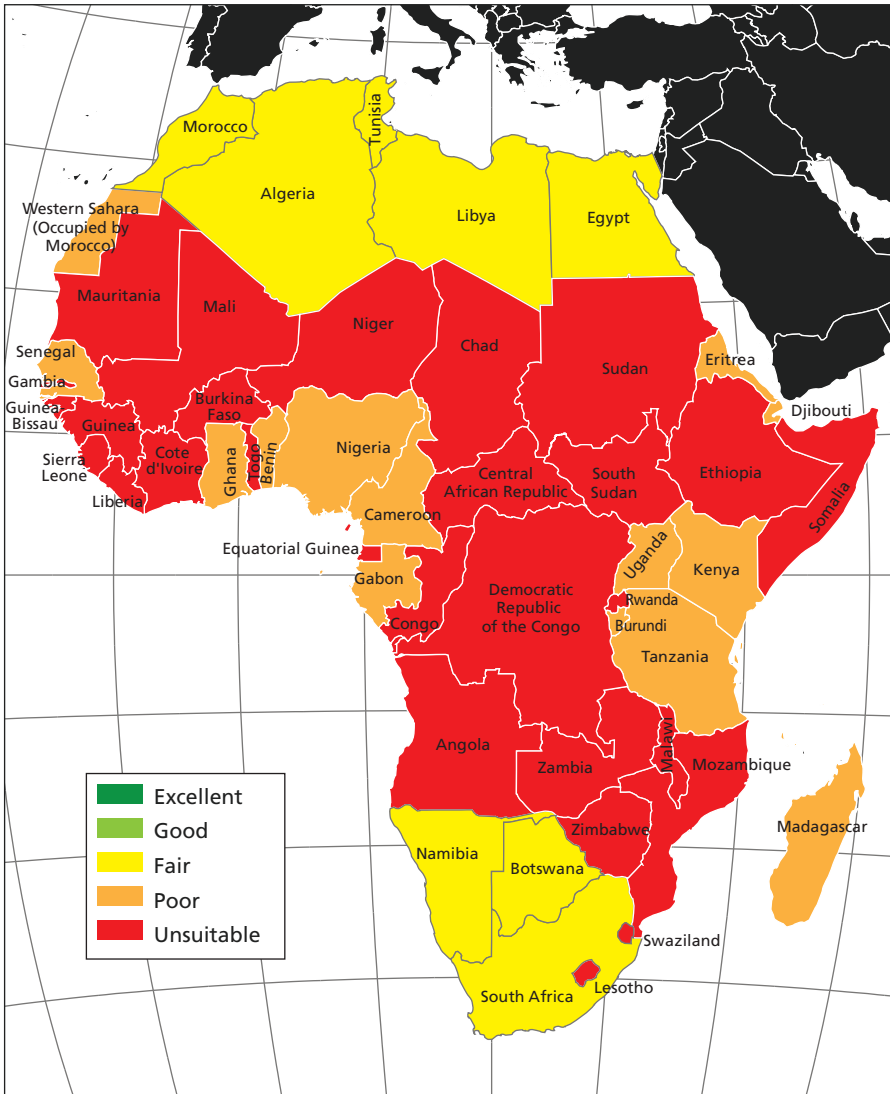 Morocco
Tunisia
Algeria
Libya
Egypt
Western Sahara
(Occupied by
Morocco)
Mauritania
Mali
Niger
Chad
Sudan
Eritrea
Djibouti
Senegal
Gambia
Guinea-
Bissau
Guinea
Sierra
Leone
Liberia
Cote
d'Ivoire
Burkina
Faso
Ghana
Togo
Benin
Nigeria
Cameroon
Central
African Republic
South
Sudan
Ethiopia
Somalia
Equatorial Guinea
Gabon
Congo
Democratic
Republic
of the Congo
Uganda
Kenya
Rwanda
Burundi
Tanzania
Angola
Zambia
Malawi
Mozambique
Zimbabwe
Madagascar
Namibia
Botswana
Swaziland
Lesotho
South Africa
Excellent
Good
Fair
Poor
Unsuitable